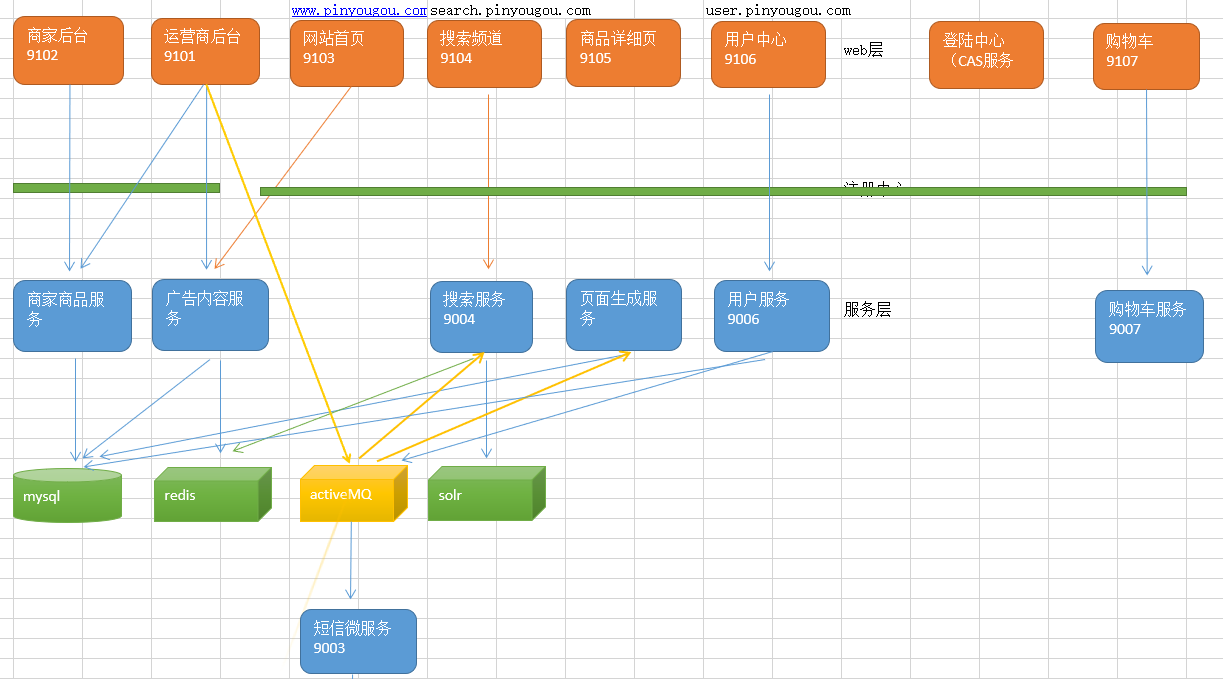 www.pinyougou.com
search.pinyougou.com
user.pinyougou.com
商家后台
9102
运营商后台
9101
网站首页
9103
搜索频道
9104
商品详细页
9105
用户中心
9106
web层
登陆中心
（CAS服务
购物车
9107
注册中心
商家商品服
务
广告内容服
务
搜索服务
9004
页面生成服
务
用户服务
9006
服务层
购物车服务
9007
mysql
redis
activeMQ
solr
短信微服务
9003